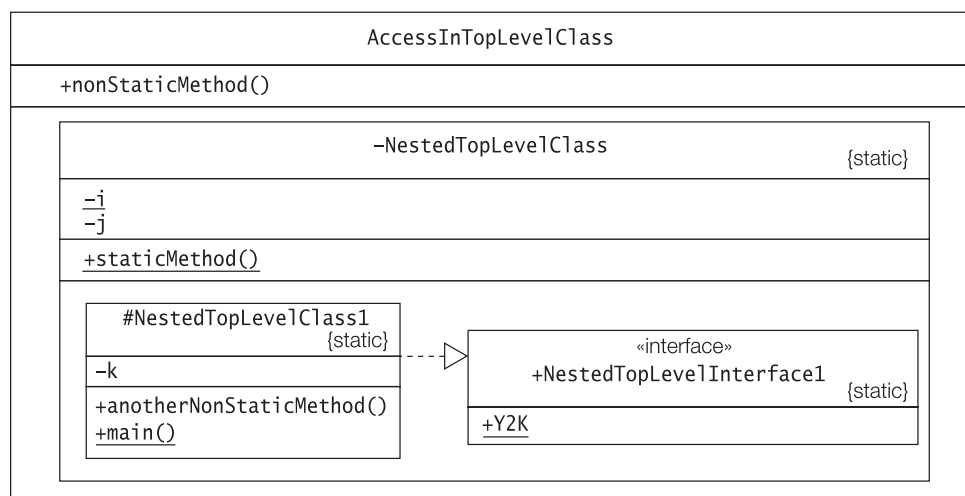 AccessInTopLevelClass
+nonStaticMethod()
–NestedTopLevelClass
{static}
–i
–j
+staticMethod()
#NestedTopLevelClass1
{static}
–k
+anotherNonStaticMethod()
+main()
«interface»
+NestedTopLevelInterface1
{static}
+Y2K